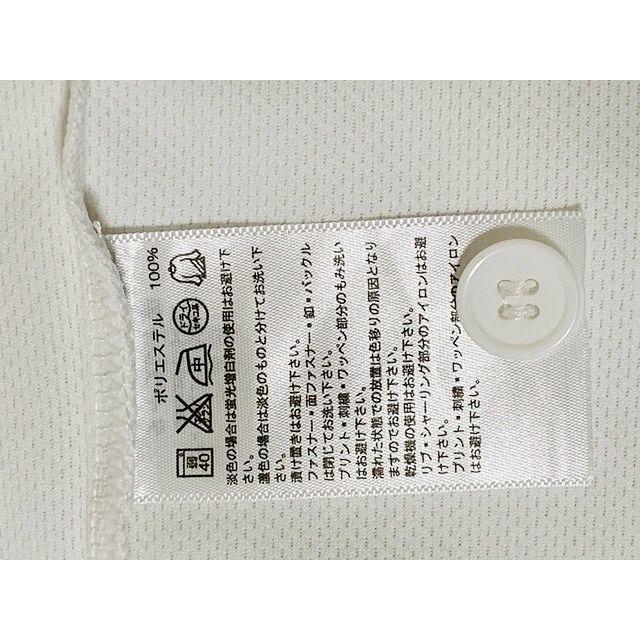 ポリエステル 100%
弱 40 中 ドライ セキユ系
淡色の場合は蛍光増白剤の使用はお避け下
さい。
濃色の場合は淡色のものと分けてお洗い下
さい。
漬け置きはお避け下さい。
ファスナー・面ファスナー・釦・バックル
は閉じてお洗い下さい。
プリント・刺繍・ワッペン部分のもみ洗い
はお避け下さい。
濡れた状態での放置は色移りの原因となり
ますのでお避け下さい。
乾燥機の使用はお避け下さい。
リブ・シャーリング部分のアイロンはお避
け下さい。
プリント・刺繍・ワッペン部分のアイロン
はお避け下さい。